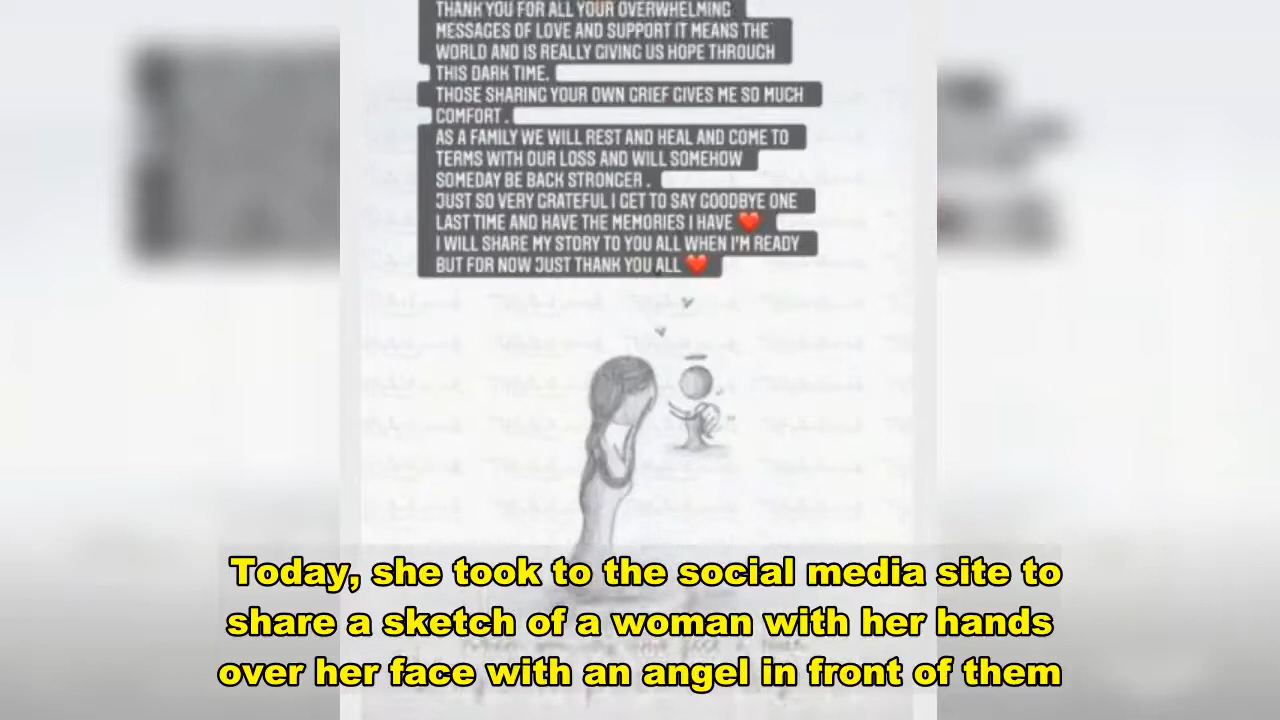 THANK YOU FOR ALL YOUR OVERWHELMING
MESSAGES OF LOVE AND SUPPORT IT MEANS THE
WORLD AND IS REALLY GIVING US HOPE THROUGH
THIS DARK TIME.
THOSE SHARING YOUR OWN GRIEF GIVES ME SO MUCH
COMFORT .
AS A FAMILY WE WILL REST AND HEAL AND COME TO
TERMS WITH OUR LOSS AND WILL SOMEHOW
SOMEDAY BE BACK STRONGER .
JUST SO VERY GRATEFUL I GET TO SAY GOODBYE ONE
LAST TIME AND HAVE THE MEMORIES I HAVE ❤️
I WILL SHARE MY STORY TO YOU ALL WHEN I'M READY
BUT FOR NOW JUST THANK YOU ALL ❤️
Today, she took to the social media site to
share a sketch of a woman with her hands
over her face with an angel in front of them